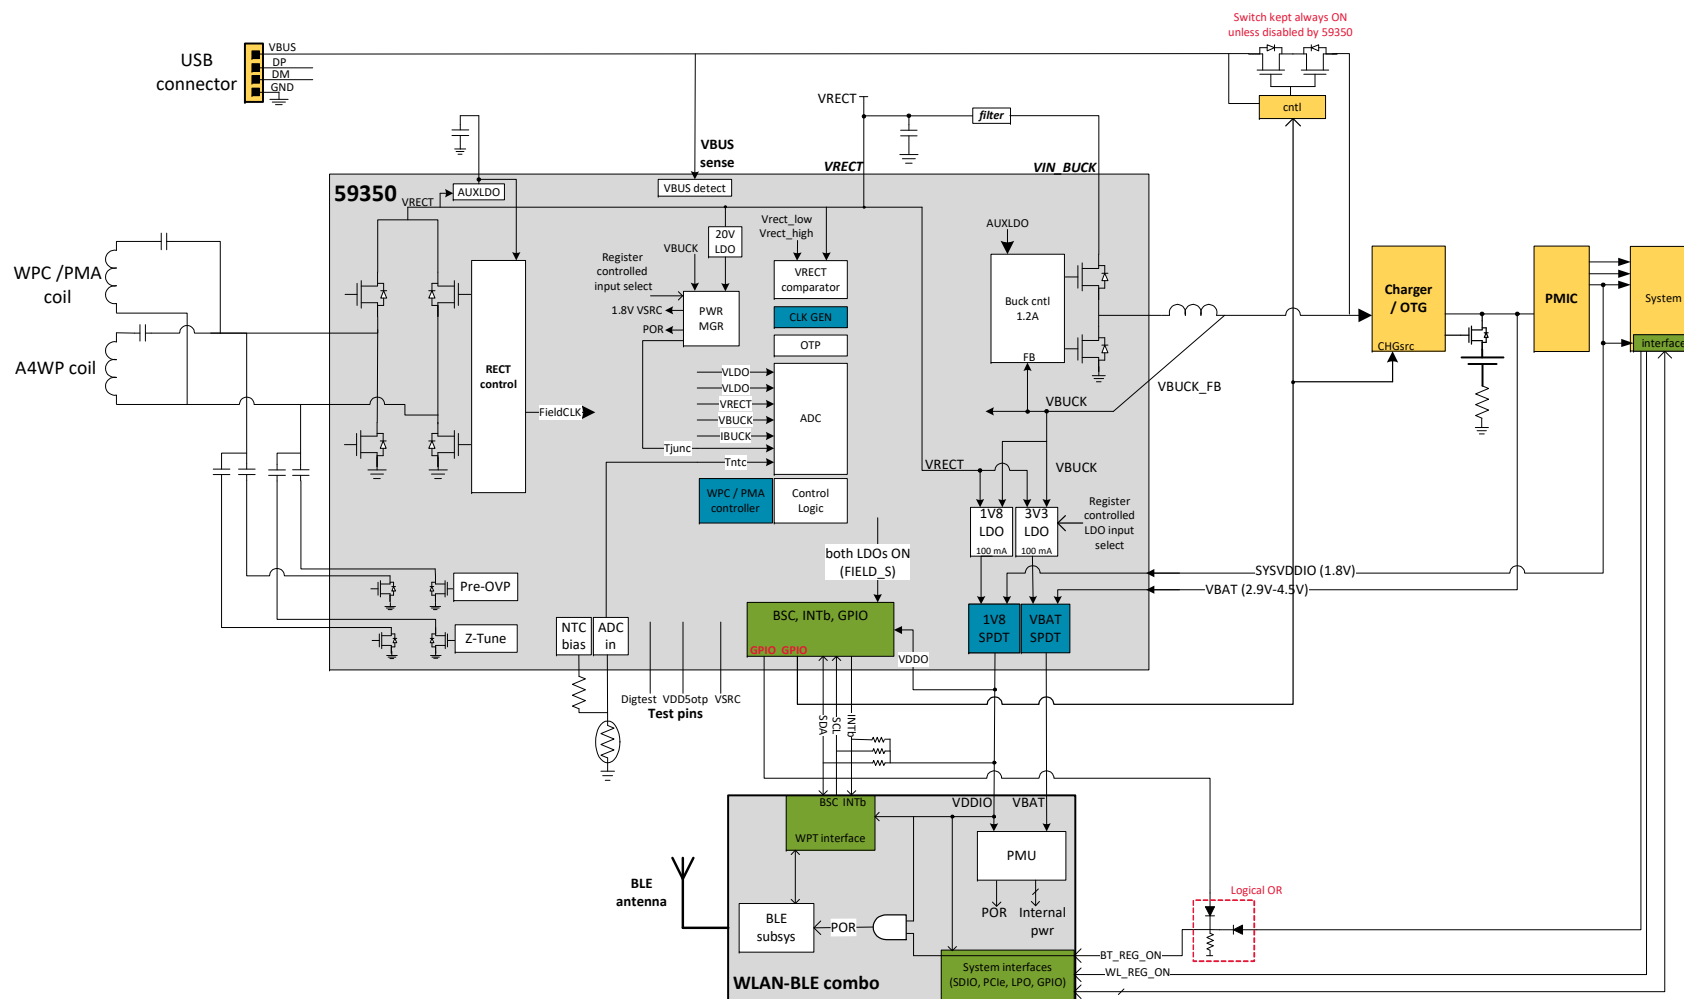 Switch kept always ON
unless disabled by 59350
USB
connector
VBUS
DP
DM
GND
cntl
VRECT
filter
VBUS
sense
VRECT
VIN_BUCK
59350
AUXLDO
VBUS detect
VRECT
20V
LDO
Vrect_low
Vrect_high
AUXLDO
VBUCK
Register
controlled
input select
VRECT
comparator
WPC /PMA
coil
Buck cntl
1.2A
FB
Charger
/ OTG
CHGsrc
PMIC
System
interface
1.8V VSRC
POR
PWR
MGR
CLK GEN
OTP
A4WP coil
RECT
control
FieldCLK
VLDO
VLDO
VRECT
VBUCK
IBUCK
Tjunc
Tntc
ADC
VBUCK_FB
VBUCK
VRECT
VBUCK
WPC / PMA
controller
Control
Logic
1V8
LDO
100 mA
3V3
LDO
100 mA
Register
controlled
LDO input
select
both LDOs ON
(FIELD_S)
SYSVDDIO (1.8V)
VBAT (2.9V-4.5V)
Pre-OVP
Z-Tune
NTC
bias
ADC
in
BSC, INTb, GPIO
GPIO GPIO
1V8
SPDT
VBAT
SPDT
VDDO
Digtest
VDD5otp
VSRC
Test pins
SDA
SCL
INTb
BSC INTb
WPT interface
VDDIO
VBAT
PMU
BLE
antenna
POR
Internal
pwr
Logical OR
BLE
subsys
POR
BT_REG_ON
System interfaces
(SDIO, PCIe, LPO, GPIO)
WL_REG_ON
WLAN-BLE combo